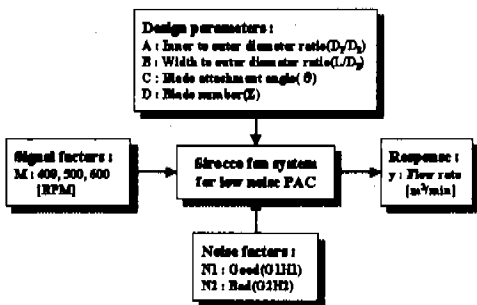 Design parameters :
A : Inner to outer diameter ratio(D₁/D₂)
B : Width to outer diameter ratio(L/D₂)
C : Blade attachment angle(θ)
D : Blade number(Z)
Signal factors :
M : 400, 500, 600
[RPM]
Sirocco fan system
for low noise PAC
Response :
y : Flow rate
[m³/min]
Noise factors :
N1 : Good(G1H1)
N2 : Bad(G2H2)